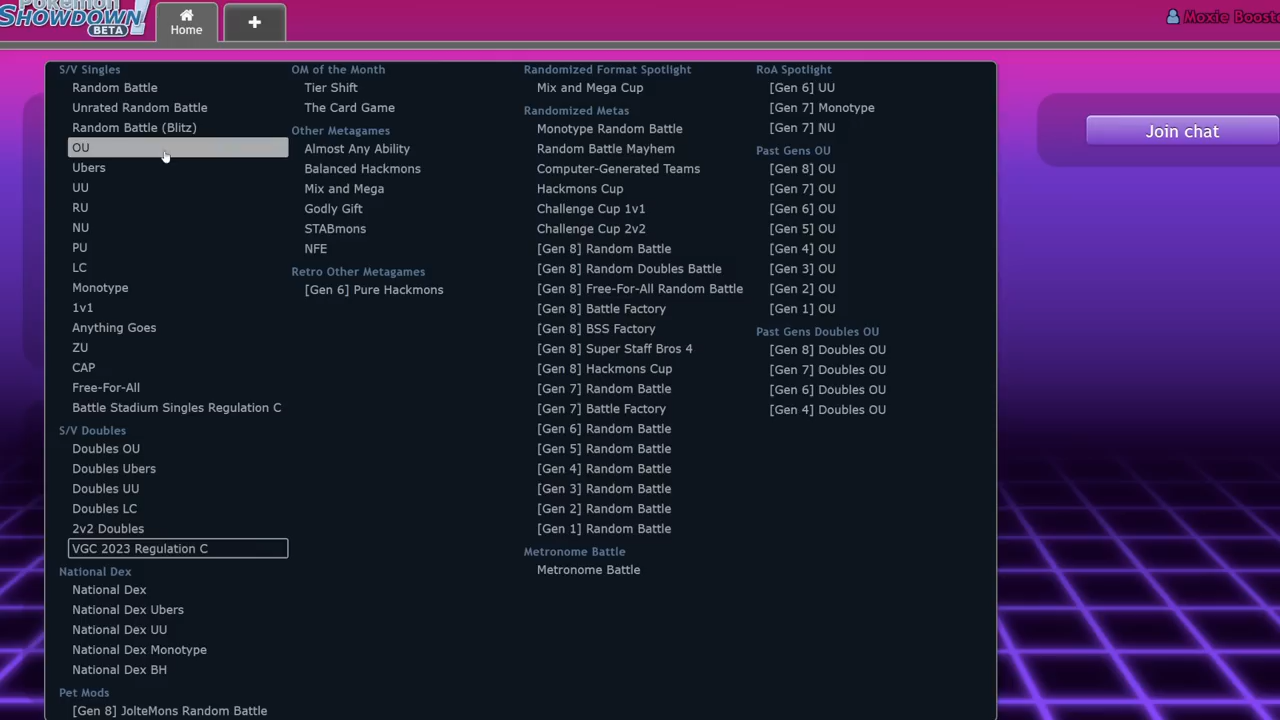 Pokémon
SHOWDOWN!
BETA
Home
+
Moxie Booste
S/V Singles
Random Battle
Unrated Random Battle
Random Battle (Blitz)
OU
Ubers
UU
RU
NU
PU
LC
Monotype
1v1
Anything Goes
ZU
CAP
Free-For-All
Battle Stadium Singles Regulation C
S/V Doubles
Doubles OU
Doubles Ubers
Doubles UU
Doubles LC
2v2 Doubles
VGC 2023 Regulation C
National Dex
National Dex
National Dex Ubers
National Dex UU
National Dex Monotype
National Dex BH
Pet Mods
[Gen 8] JolteMons Random Battle
OM of the Month
Tier Shift
The Card Game
Other Metagames
Almost Any Ability
Balanced Hackmons
Mix and Mega
Godly Gift
STABmons
NFE
Retro Other Metagames
[Gen 6] Pure Hackmons
Randomized Format Spotlight
Mix and Mega Cup
Randomized Metas
Monotype Random Battle
Random Battle Mayhem
Computer-Generated Teams
Hackmons Cup
Challenge Cup 1v1
Challenge Cup 2v2
[Gen 8] Random Battle
[Gen 8] Random Doubles Battle
[Gen 8] Free-For-All Random Battle
[Gen 8] Battle Factory
[Gen 8] BSS Factory
[Gen 8] Super Staff Bros 4
[Gen 8] Hackmons Cup
[Gen 7] Random Battle
[Gen 7] Battle Factory
[Gen 6] Random Battle
[Gen 5] Random Battle
[Gen 4] Random Battle
[Gen 3] Random Battle
[Gen 2] Random Battle
[Gen 1] Random Battle
Metronome Battle
Metronome Battle
RoA Spotlight
[Gen 6] UU
[Gen 7] Monotype
[Gen 7] NU
Past Gens OU
[Gen 8] OU
[Gen 7] OU
[Gen 6] OU
[Gen 5] OU
[Gen 4] OU
[Gen 3] OU
[Gen 2] OU
[Gen 1] OU
Past Gens Doubles OU
[Gen 8] Doubles OU
[Gen 7] Doubles OU
[Gen 6] Doubles OU
[Gen 4] Doubles OU
Join chat